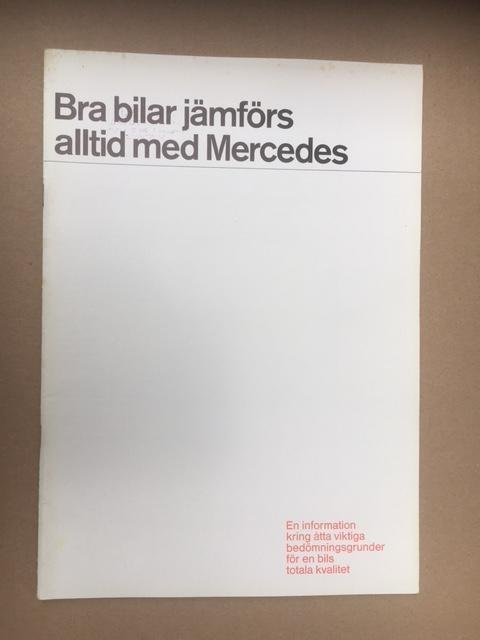 Bra bilar jämförs
alltid med Mercedes
En information
kring åtta viktiga
bedömningsgrunder
för en bils
totala kvalitet